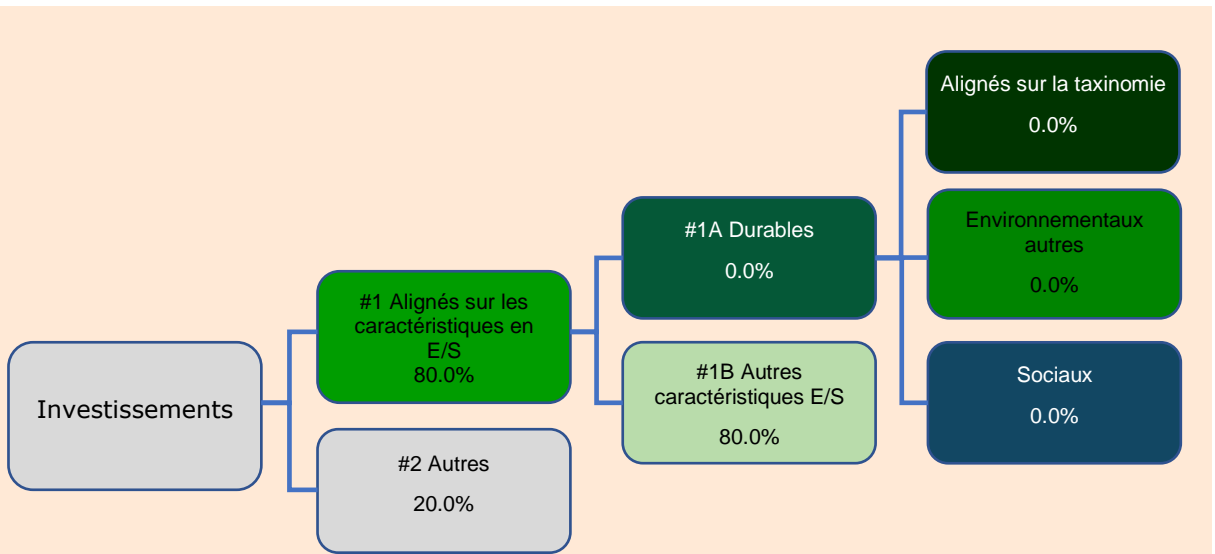 Investissements
#1 Alignés sur les
caractéristiques en
E/S
80.0%
#2 Autres
20.0%
#1A Durables
0.0%
#1B Autres
caractéristiques E/S
80.0%
Alignés sur la taxinomie
0.0%
Environnementaux
autres
0.0%
Sociaux
0.0%